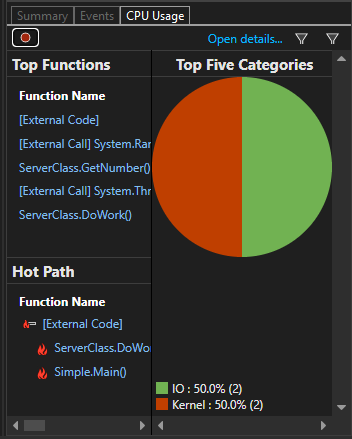 Summary Events CPU Usage
Open details...
Top Functions
Function Name
[External Code]
[External Call] System.Ran
ServerClass.GetNumber()
[External Call] System.Thr
ServerClass.DoWork()
Hot Path
Function Name
[External Code]
ServerClass.DoWo
Simple.Main()
Top Five Categories
IO : 50.0% (2)
Kernel : 50.0% (2)